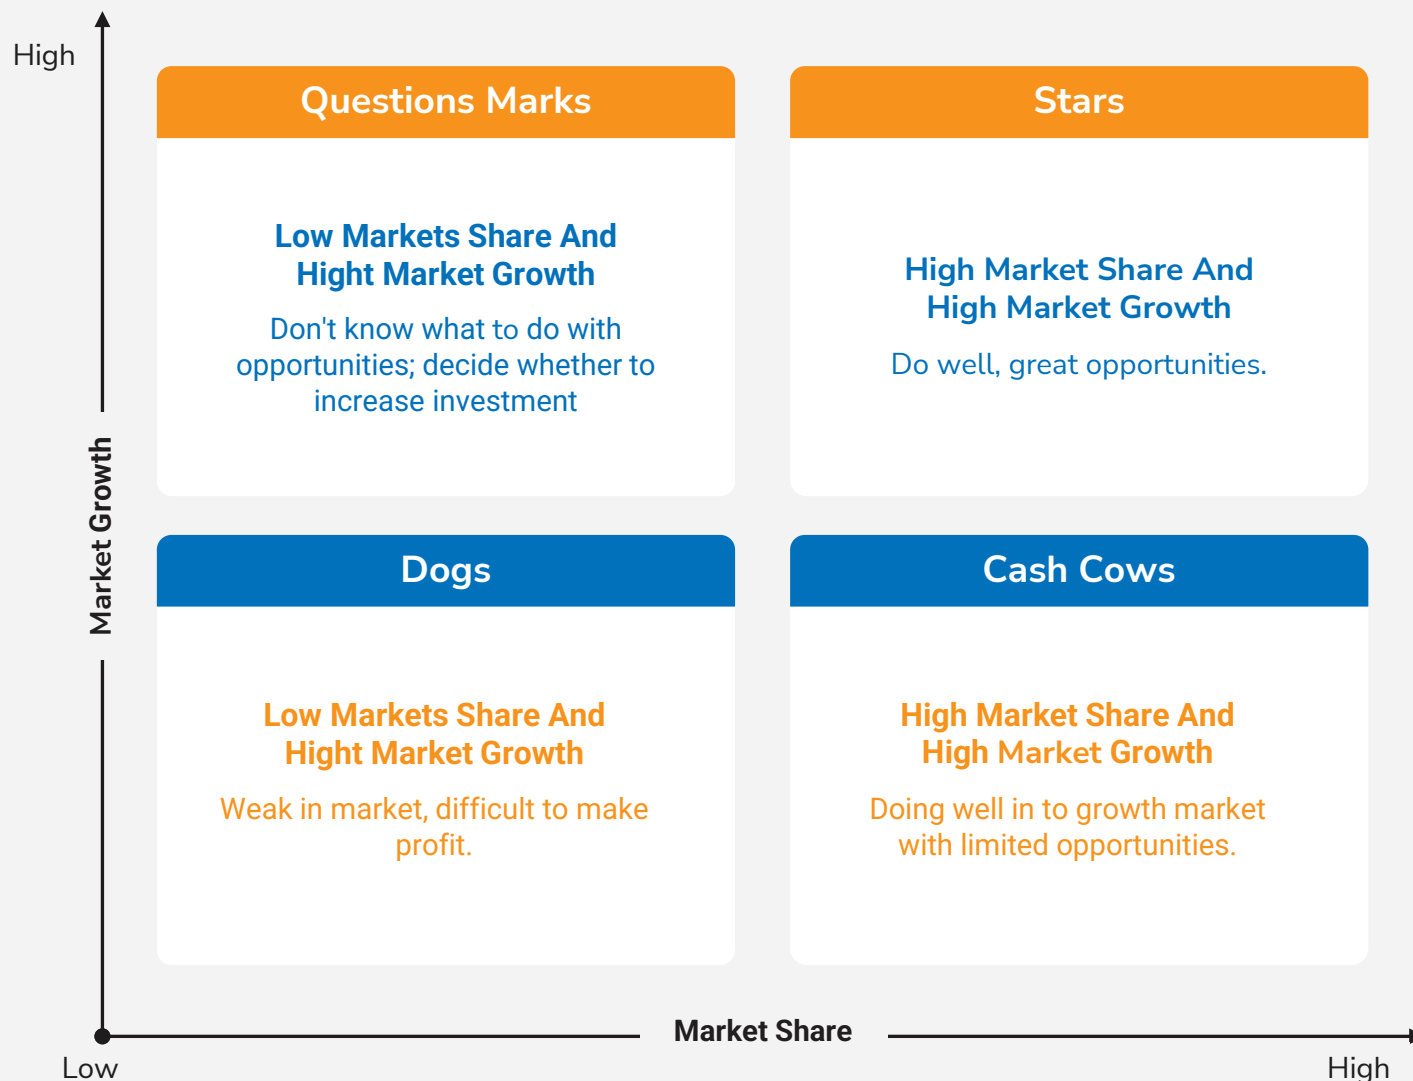 High
Questions Marks
Low Markets Share And
Hight Market Growth
Don't know what to do with
opportunities; decide whether to
increase investment
Stars
High Market Share And
High Market Growth
Do well, great opportunities.
Market Growth
Dogs
Low Markets Share And
Hight Market Growth
Weak in market, difficult to make
profit.
Cash Cows
High Market Share And
High Market Growth
Doing well in to growth market
with limited opportunities.
Market Share
Low
High